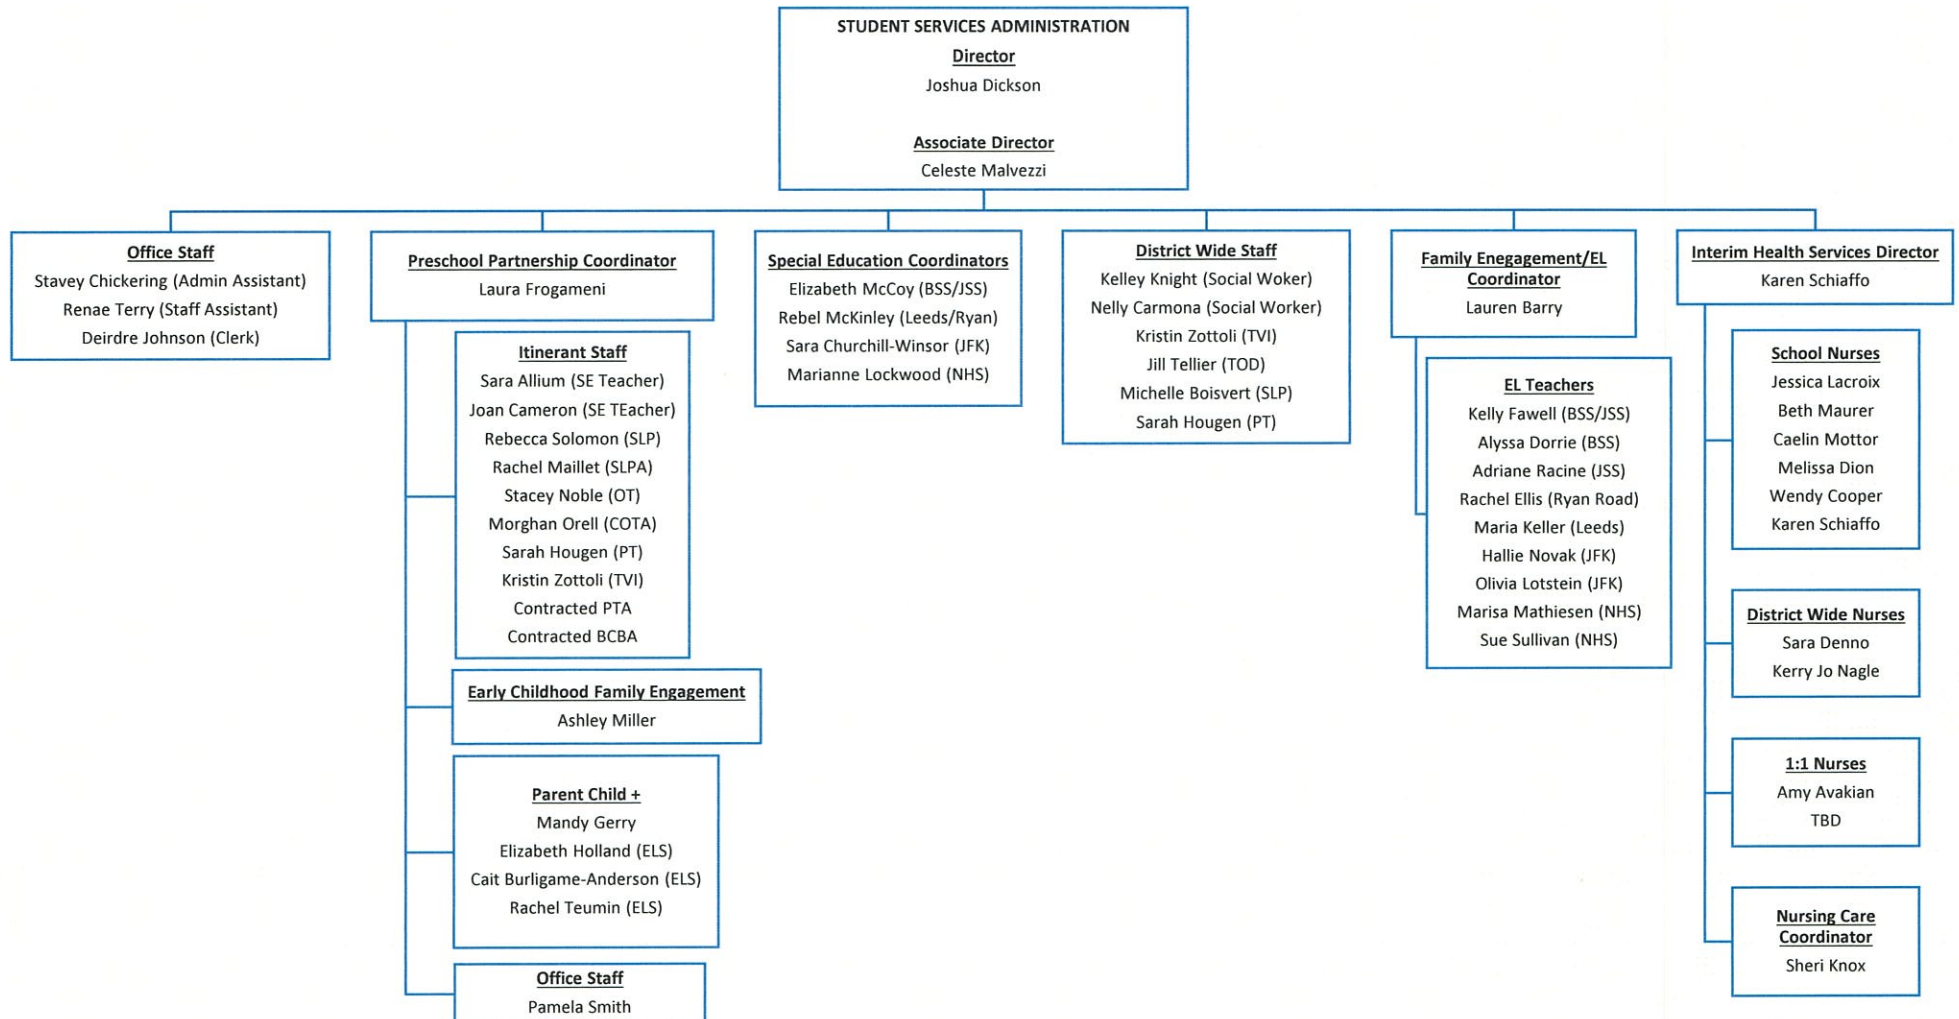 STUDENT SERVICES ADMINISTRATION
Director
Joshua Dickson
Associate Director
Celeste Malvezzi
Office Staff
Stavey Chickering (Admin Assistant)
Renae Terry (Staff Assistant)
Deirdre Johnson (Clerk)
Preschool Partnership Coordinator
Laura Frogameni
Itinerant Staff
Sara Allium (SE Teacher)
Joan Cameron (SE TEacher)
Rebecca Solomon (SLP)
Rachel Maillet (SLPA)
Stacey Noble (OT)
Morghan Orell (COTA)
Sarah Hougen (PT)
Kristin Zottoli (TVI)
Contracted PTA
Contracted BCBA
Early Childhood Family Engagement
Ashley Miller
Parent Child +
Mandy Gerry
Elizabeth Holland (ELS)
Cait Burligame-Anderson (ELS)
Rachel Teumin (ELS)
Office Staff
Pamela Smith
Special Education Coordinators
Elizabeth McCoy (BSS/JSS)
Rebel McKinley (Leeds/Ryan)
Sara Churchill-Winsor (JFK)
Marianne Lockwood (NHS)
District Wide Staff
Kelley Knight (Social Woker)
Nelly Carmona (Social Worker)
Kristin Zottoli (TVI)
Jill Tellier (TOD)
Michelle Boisvert (SLP)
Sarah Hougen (PT)
Family Enegagement/EL
Coordinator
Lauren Barry
EL Teachers
Kelly Fawell (BSS/JSS)
Alyssa Dorrie (BSS)
Adriane Racine (JSS)
Rachel Ellis (Ryan Road)
Maria Keller (Leeds)
Hallie Novak (JFK)
Olivia Lotstein (JFK)
Marisa Mathiesen (NHS)
Sue Sullivan (NHS)
Interim Health Services Director
Karen Schiaffo
School Nurses
Jessica Lacroix
Beth Maurer
Caelin Mottor
Melissa Dion
Wendy Cooper
Karen Schiaffo
District Wide Nurses
Sara Denno
Kerry Jo Nagle
1:1 Nurses
Amy Avakian
TBD
Nursing Care
Coordinator
Sheri Knox